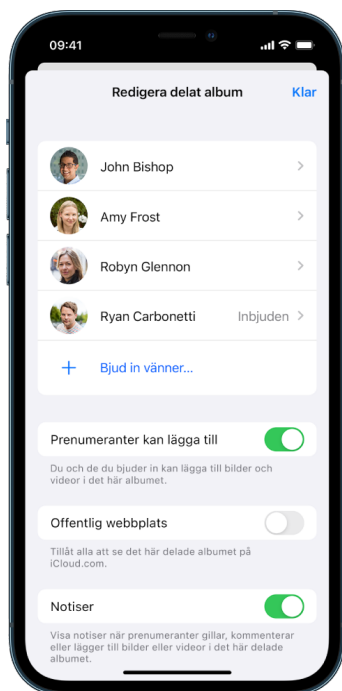 09:41
Redigera delat album Klar
John Bishop
Amy Frost
Robyn Glennon
Ryan Carbonetti Inbjuden
Bjud in vänner...
Prenumeranter kan lägga till
Du och de du bjuder in kan lägga till bilder och
videor i det här albumet.
Offentlig webbplats
Tillåt alla att se det här delade albumet på
iCloud.com.
Notiser
Visa notiser när prenumeranter gillar, kommenterar
eller lägger till bilder eller videor i det här delade
albumet.